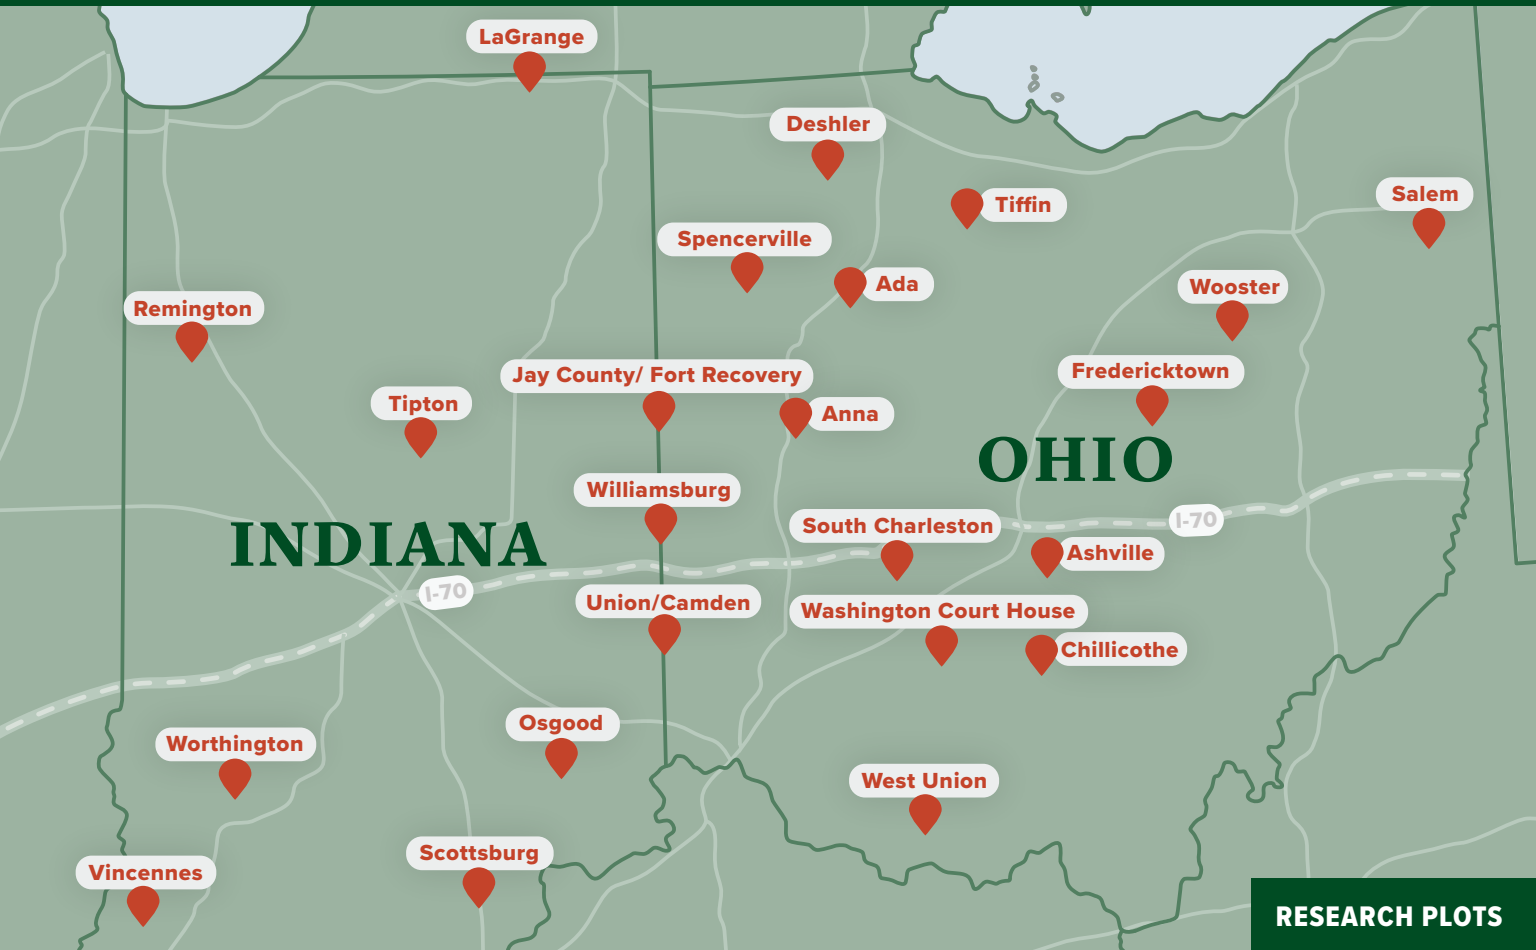 LaGrange
Deshler
Tiffin
Salem
Spencerville
Ada
Wooster
Remington
Jay County/ Fort Recovery
Fredericktown
Tipton
Anna
OHIO
Williamsburg
South Charleston
I-70
INDIANA
Ashville
I-70
Union/Camden
Washington Court House
Chillicothe
Osgood
Worthington
West Union
Scottsburg
Vincennes
RESEARCH PLOTS